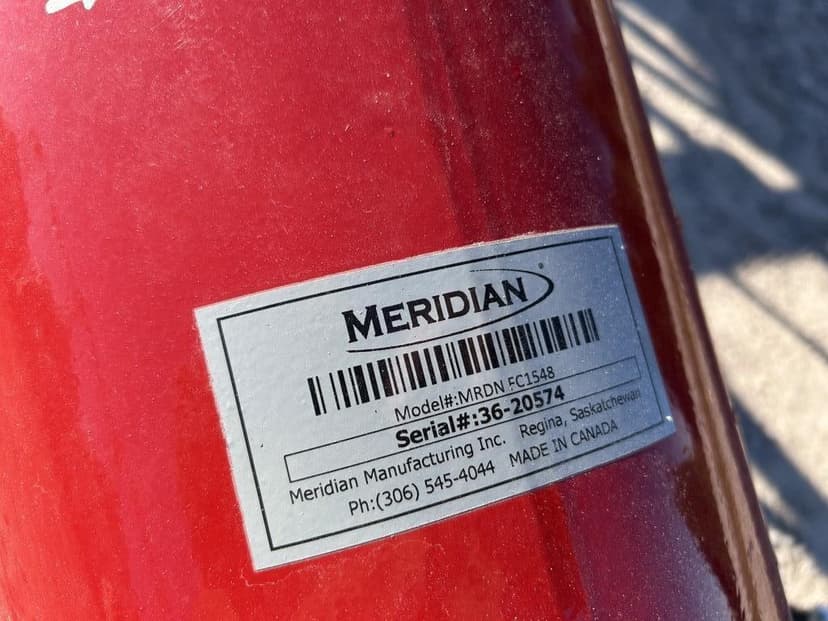 MERIDIAN
Model#:MRDN FC1548
Serial#:36-20574
Meridian Manufacturing Inc. Regina, Saskatchewan
Ph:(306) 545-4044 MADE IN CANADA